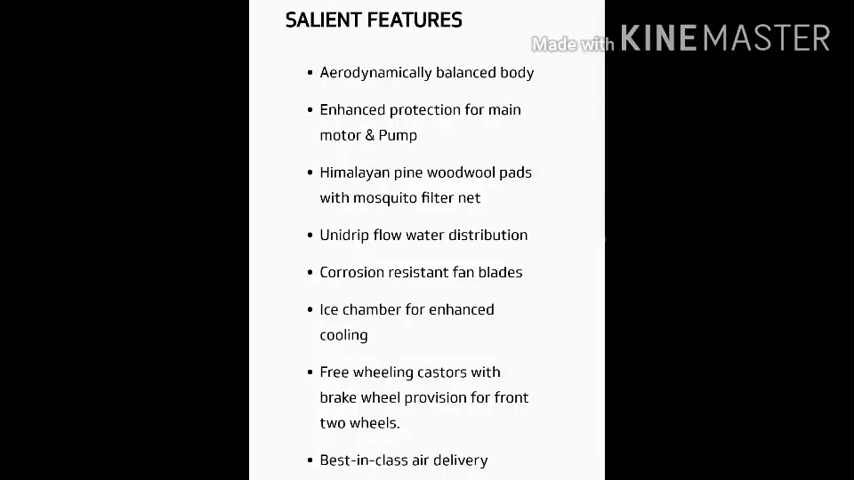 SALIENT FEATURES
Made with KINEMASTER
• Aerodynamically balanced body
• Enhanced protection for main
motor & Pump
• Himalayan pine woodwool pads
with mosquito filter net
• Unidrip flow water distribution
• Corrosion resistant fan blades
• Ice chamber for enhanced
cooling
• Free wheeling castors with
brake wheel provision for front
two wheels.
• Best-in-class air delivery